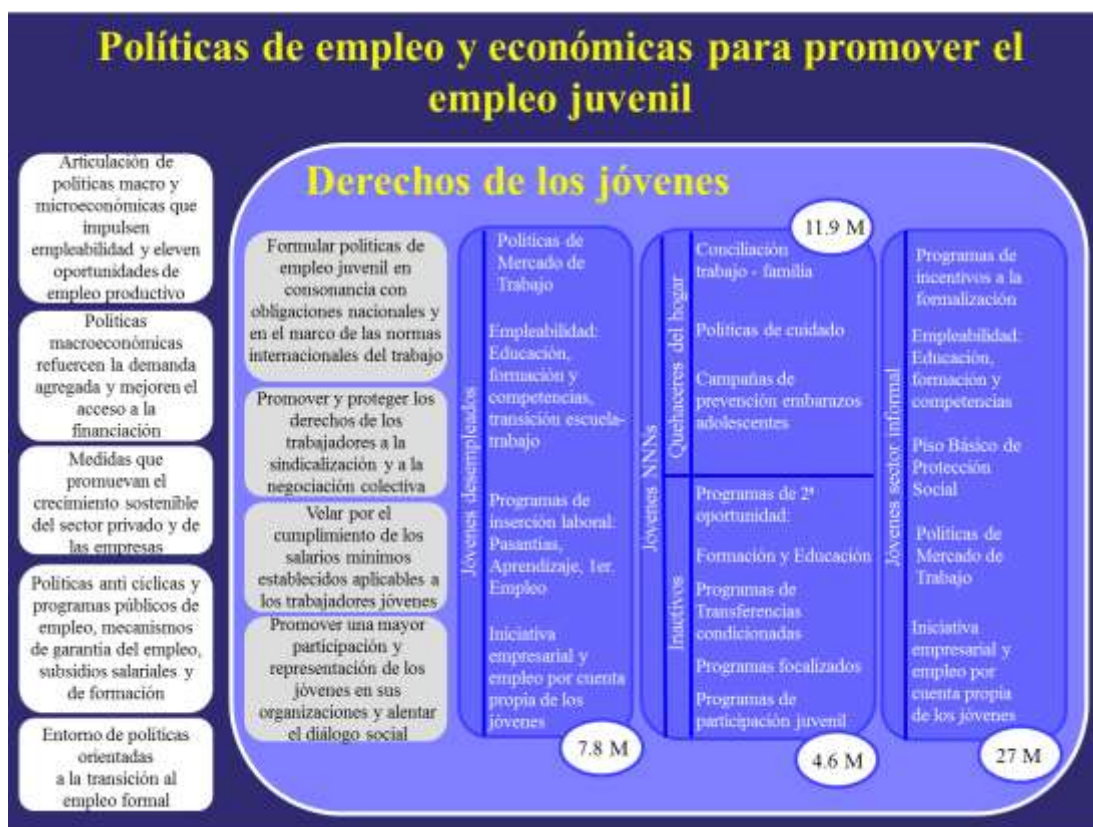 Políticas de empleo y económicas para promover el
empleo juvenil
Articulación de
políticas macro y
microeconómicas que
impulsen
empleabilidad y eleven
oportunidades de
empleo productivo
Políticas
macroeconómicas
refuercen la demanda
agregada y mejoren el
acceso a la
financiación
Medidas que
promuevan el
crecimiento sostenible
del sector privado y de
las empresas
Políticas anti cíclicas y
programas públicos de
empleo, mecanismos
de garantía del empleo,
subsidios salariales y
de formación
Entorno de políticas
orientadas
a la transición al
empleo formal
Derechos de los jóvenes
Formular políticas de
empleo juvenil en
consonancia con
obligaciones nacionales y
en el marco de las normas
internacionales del trabajo
Promover y proteger los
derechos de los
trabajadores a la
sindicalización y a la
negociación colectiva
Velar por el
cumplimiento de los
salarios mínimos
establecidos aplicables a
los trabajadores jóvenes
Promover una mayor
participación y
representación de los
jóvenes en sus
organizaciones y alentar
el diálogo social
Jóvenes desempleados
Políticas de
Mercado de
Trabajo
Empleabilidad:
Educación,
formación y
competencias,
transición escuela-
trabajo
Programas de
inserción laboral:
Pasantías,
Aprendizaje, 1er.
Empleo
Iniciativa
empresarial y
empleo por cuenta
propia de los
jóvenes
7.8 M
Jóvenes NNNs
Quehaceres del hogar
11.9 M
Conciliación
trabajo - familia
Políticas de cuidado
Campañas de
prevención embarazos
adolescentes
Inactivos
Programas de 2ª
oportunidad:
Formación y Educación
Programas de
Transferencias
condicionadas
Programas focalizados
Programas de
participación juvenil
4.6 M
Jóvenes sector informal
Programas de
incentivos a la
formalización
Empleabilidad:
Educación,
formación y
competencias
Piso Básico de
Protección
Social
Políticas de
Mercado de
Trabajo
Iniciativa
empresarial y
empleo por
cuenta propia
de los jóvenes
27 M